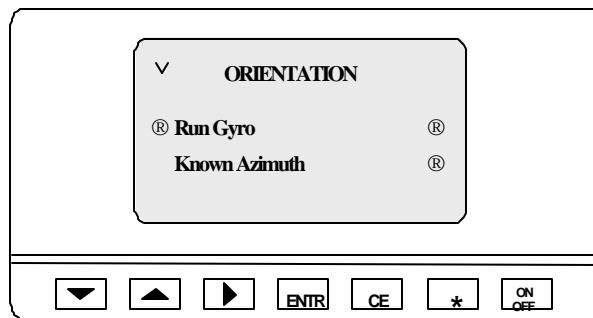 ˅ ORIENTATION
® Run Gyro ®
Known Azimuth ®
ENTR CE * ON
OFF